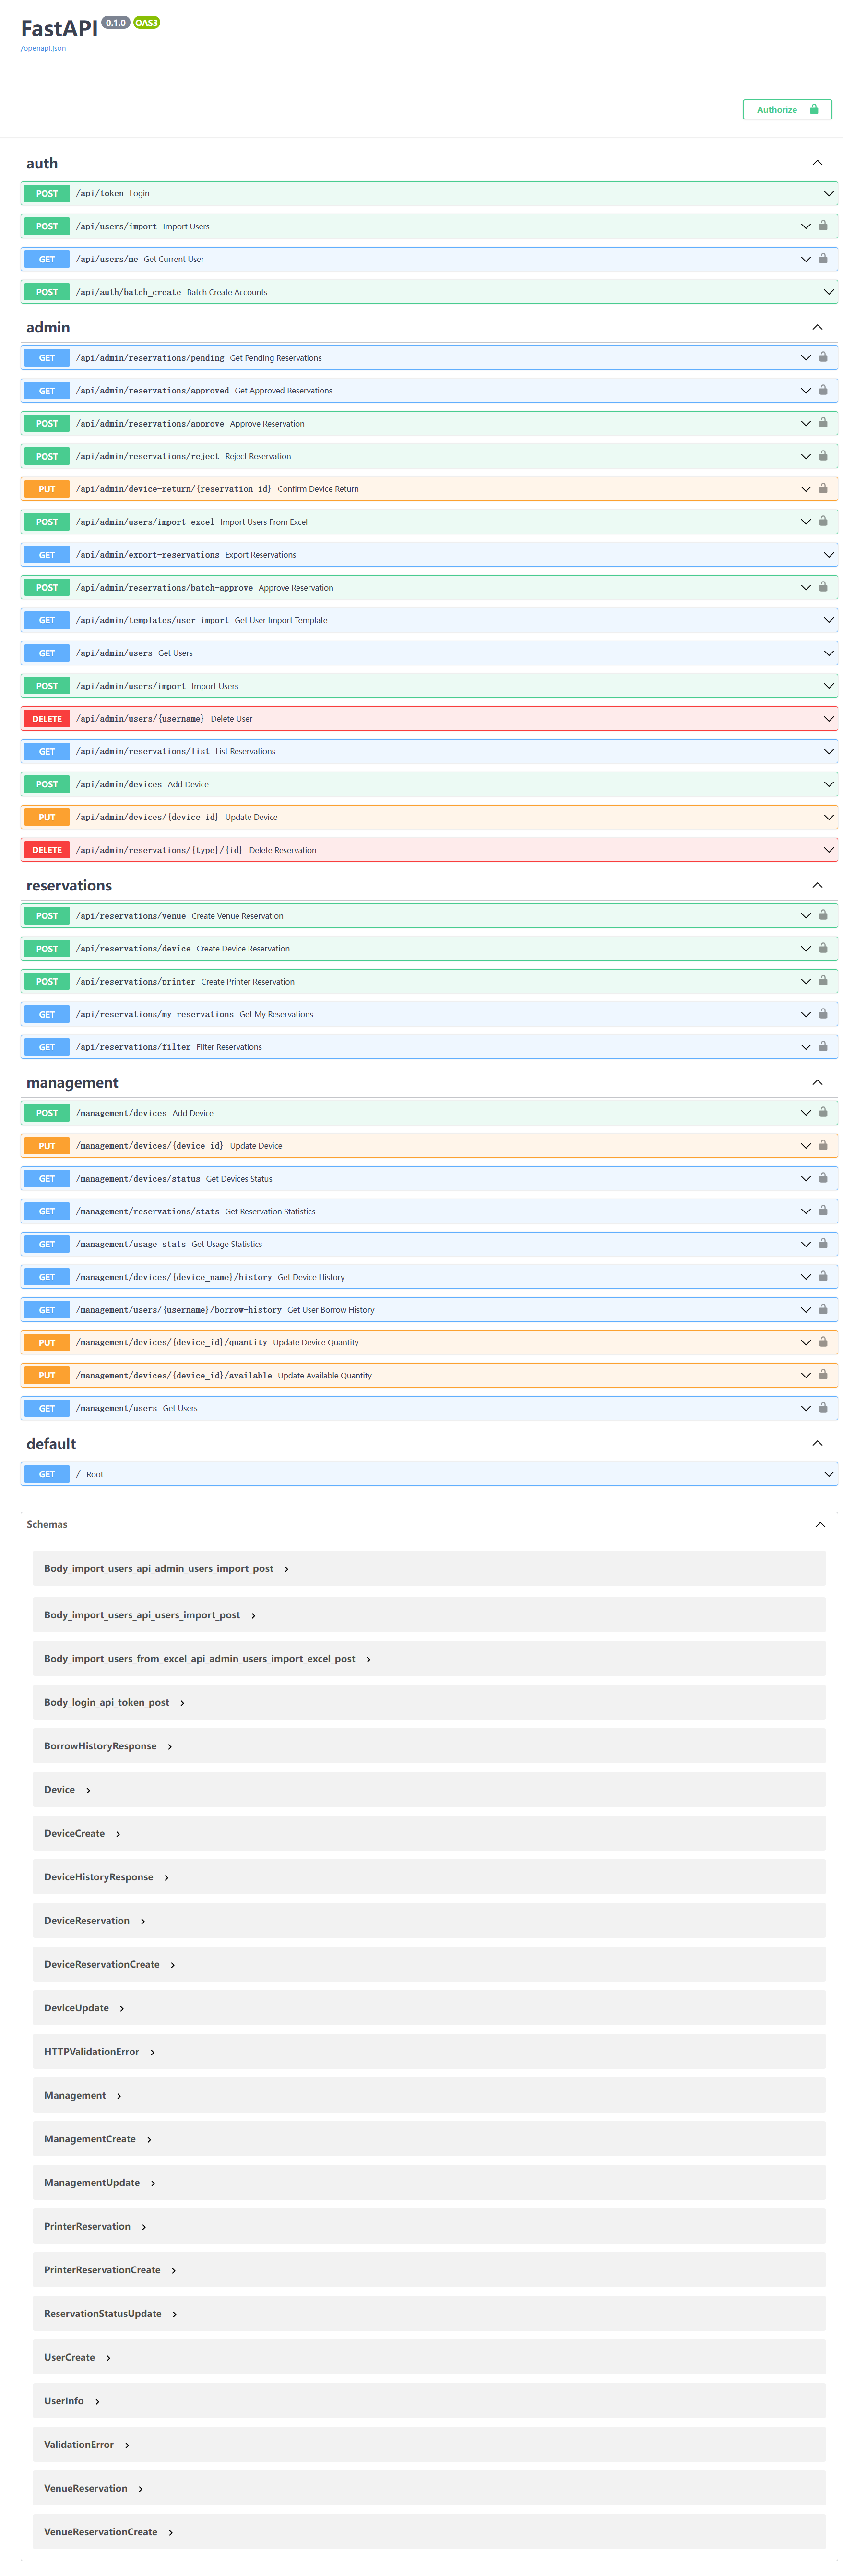 FastAPI 0.1.0 OAS3
/openapi.json
Authorize
auth
POST /api/token Login
POST /api/users/import Import Users
GET /api/users/me Get Current User
POST /api/auth/batch_create Batch Create Accounts
admin
GET /api/admin/reservations/pending Get Pending Reservations
GET /api/admin/reservations/approved Get Approved Reservations
POST /api/admin/reservations/approve Approve Reservation
POST /api/admin/reservations/reject Reject Reservation
PUT /api/admin/device-return/{reservation_id} Confirm Device Return
POST /api/admin/users/import-excel Import Users From Excel
GET /api/admin/export-reservations Export Reservations
POST /api/admin/reservations/batch-approve Approve Reservation
GET /api/admin/templates/user-import Get User Import Template
GET /api/admin/users Get Users
POST /api/admin/users/import Import Users
DELETE /api/admin/users/{username} Delete User
GET /api/admin/reservations/list List Reservations
POST /api/admin/devices Add Device
PUT /api/admin/devices/{device_id} Update Device
DELETE /api/admin/reservations/{type}/{id} Delete Reservation
reservations
POST /api/reservations/venue Create Venue Reservation
POST /api/reservations/device Create Device Reservation
POST /api/reservations/printer Create Printer Reservation
GET /api/reservations/my-reservations Get My Reservations
GET /api/reservations/filter Filter Reservations
management
POST /management/devices Add Device
PUT /management/devices/{device_id} Update Device
GET /management/devices/status Get Devices Status
GET /management/reservations/stats Get Reservation Statistics
GET /management/usage-stats Get Usage Statistics
GET /management/devices/{device_name}/history Get Device History
GET /management/users/{username}/borrow-history Get User Borrow History
PUT /management/devices/{device_id}/quantity Update Device Quantity
PUT /management/devices/{device_id}/available Update Available Quantity
GET /management/users Get Users
default
GET / Root
Schemas
Body_import_users_api_admin_users_import_post
Body_import_users_api_users_import_post
Body_import_users_from_excel_api_admin_users_import_excel_post
Body_login_api_token_post
BorrowHistoryResponse
Device
DeviceCreate
DeviceHistoryResponse
DeviceReservation
DeviceReservationCreate
DeviceUpdate
HTTPValidationError
Management
ManagementCreate
ManagementUpdate
PrinterReservation
PrinterReservationCreate
ReservationStatusUpdate
UserCreate
UserInfo
ValidationError
VenueReservation
VenueReservationCreate